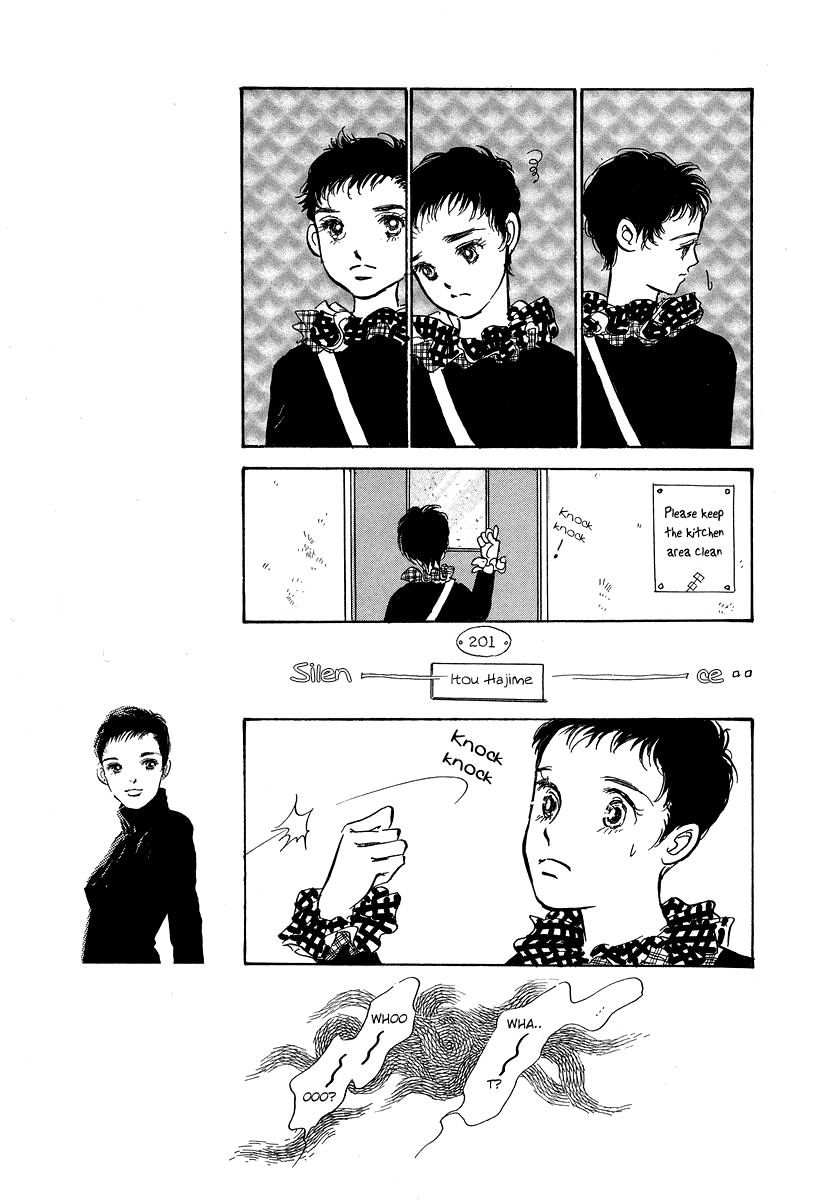 Knock
knock
!
Please keep
the kitchen
area clean
201
Silen
Itou Hajime
ce
Knock
knock
WHA..
T?
...
WHOO
OOO?